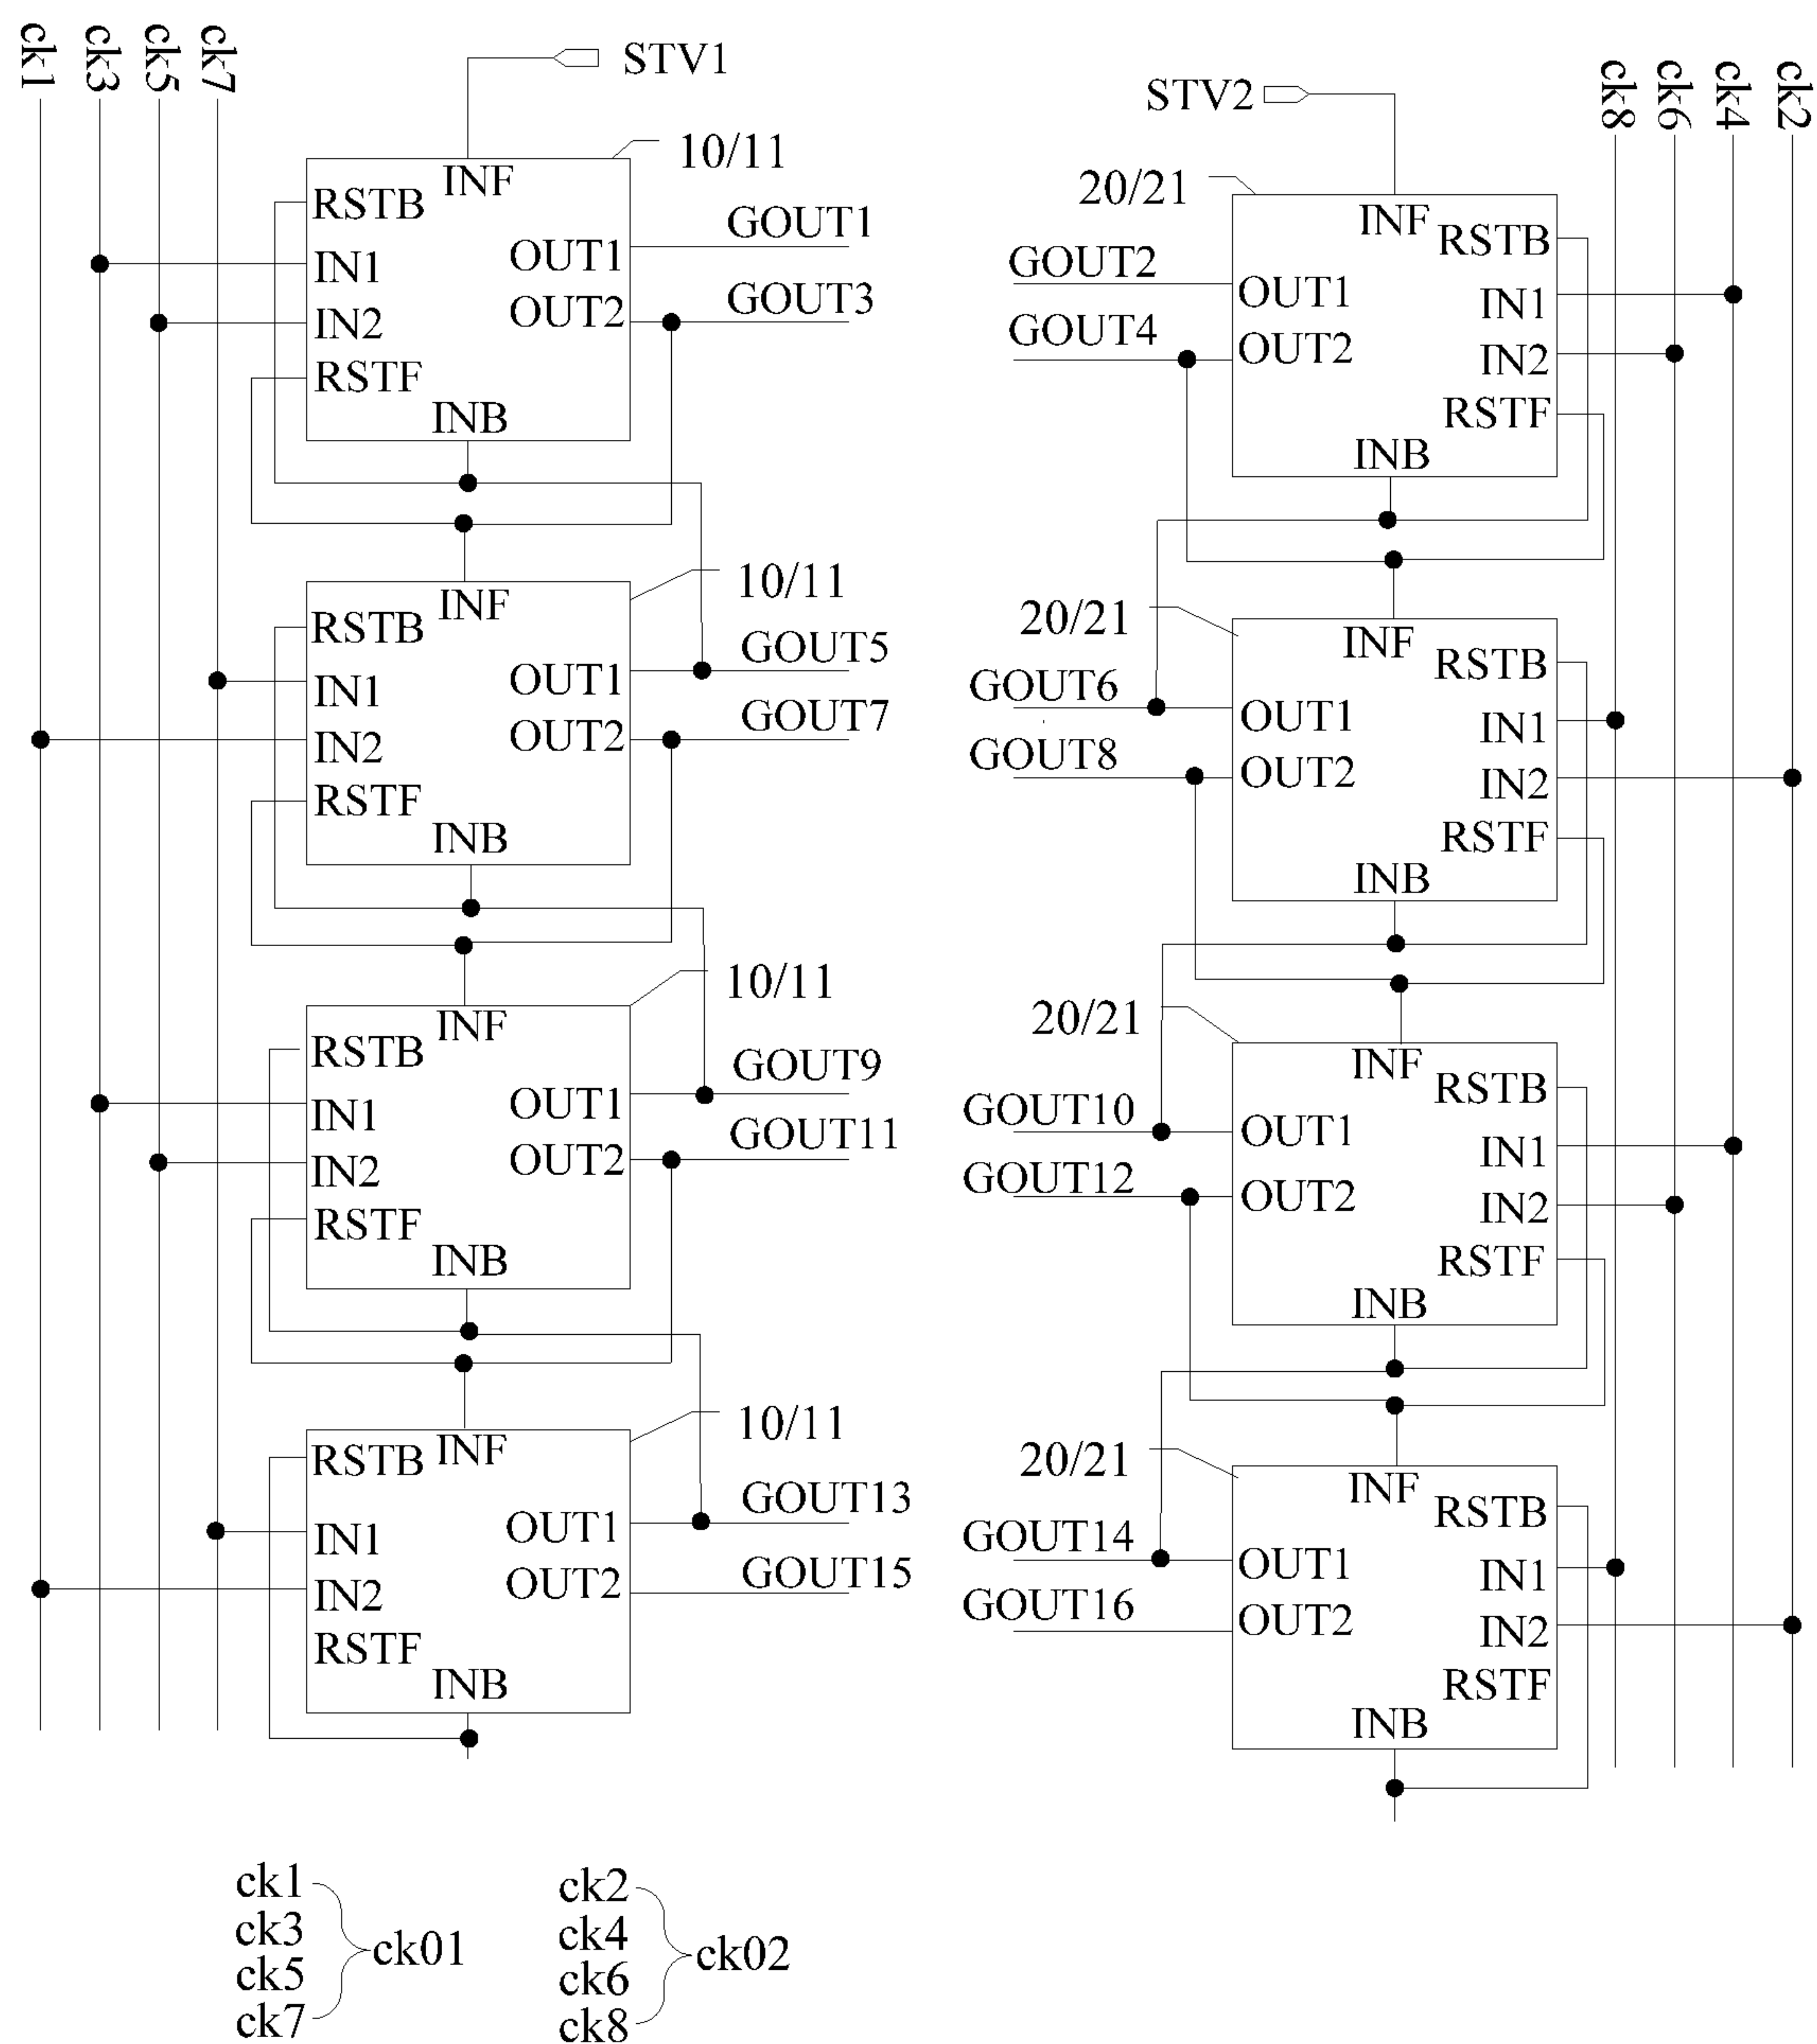 ck1
ck3
ck5
ck7
STV1
10/11
INF
RSTB
IN1
IN2
RSTF
INB
OUT1
OUT2
GOUT1
GOUT3
10/11
INF
RSTB
IN1
IN2
RSTF
INB
OUT1
OUT2
GOUT5
GOUT7
10/11
INF
RSTB
IN1
IN2
RSTF
INB
OUT1
OUT2
GOUT9
GOUT11
10/11
INF
RSTB
IN1
IN2
RSTF
INB
OUT1
OUT2
GOUT13
GOUT15
STV2
ck8
ck6
ck4
ck2
20/21
INF
RSTB
GOUT2
GOUT4
OUT1
OUT2
IN1
IN2
RSTF
INB
20/21
INF
RSTB
GOUT6
GOUT8
OUT1
OUT2
IN1
IN2
RSTF
INB
20/21
INF
RSTB
GOUT10
GOUT12
OUT1
OUT2
IN1
IN2
RSTF
INB
20/21
INF
RSTB
GOUT14
GOUT16
OUT1
OUT2
IN1
IN2
RSTF
INB
ck1
ck3
ck5
ck7
ck01
ck2
ck4
ck6
ck8
ck02